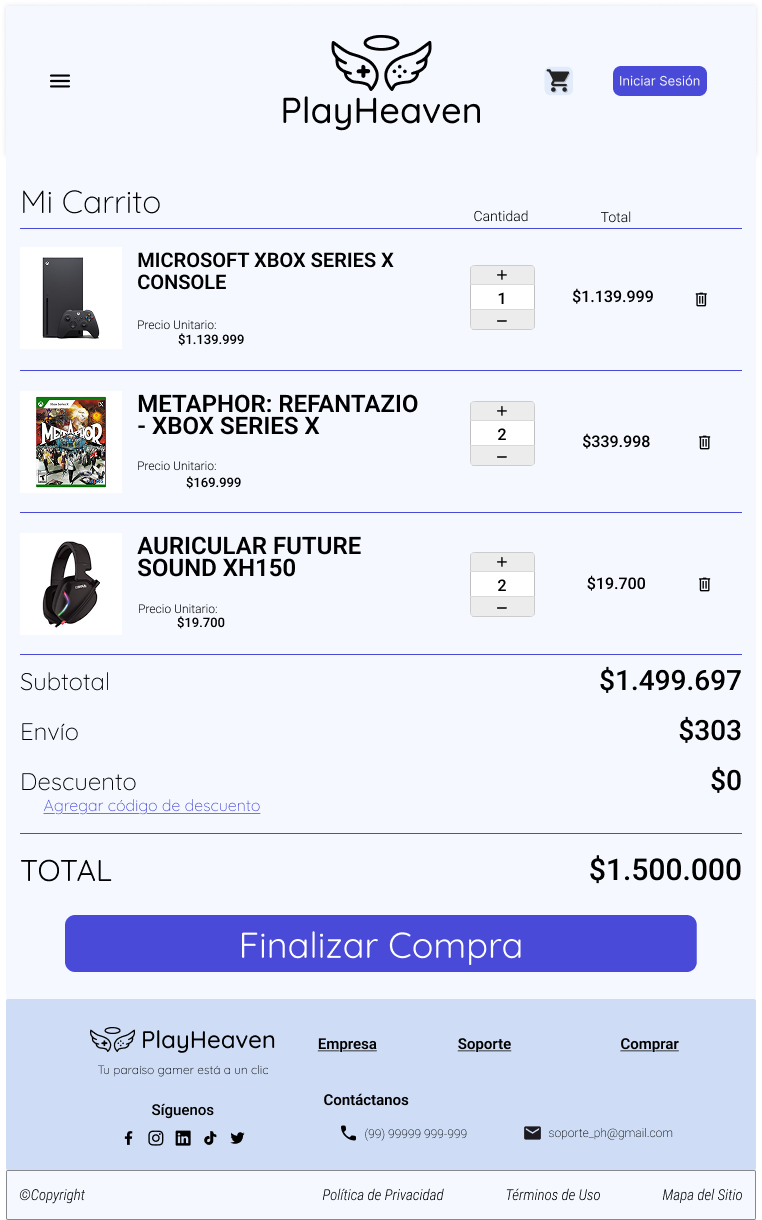 PlayHeaven
Iniciar Sesión
Mi Carrito
Cantidad
Total
MICROSOFT XBOX SERIES X
CONSOLE
Precio Unitario:
$1.139.999
+
1
−
$1.139.999
METAPHOR
METAPHOR: REFANTAZIO
- XBOX SERIES X
Precio Unitario:
$169.999
+
2
−
$339.998
AURICULAR FUTURE
SOUND XH150
Precio Unitario:
$19.700
+
2
−
$19.700
Subtotal
$1.499.697
Envío
$303
Descuento
$0
Agregar código de descuento
TOTAL
$1.500.000
Finalizar Compra
PlayHeaven
Tu paraíso gamer está a un clic
Empresa
Soporte
Comprar
Síguenos
Contáctanos
(99) 99999 999-999
soporte_ph@gmail.com
©Copyright
Política de Privacidad
Términos de Uso
Mapa del Sitio